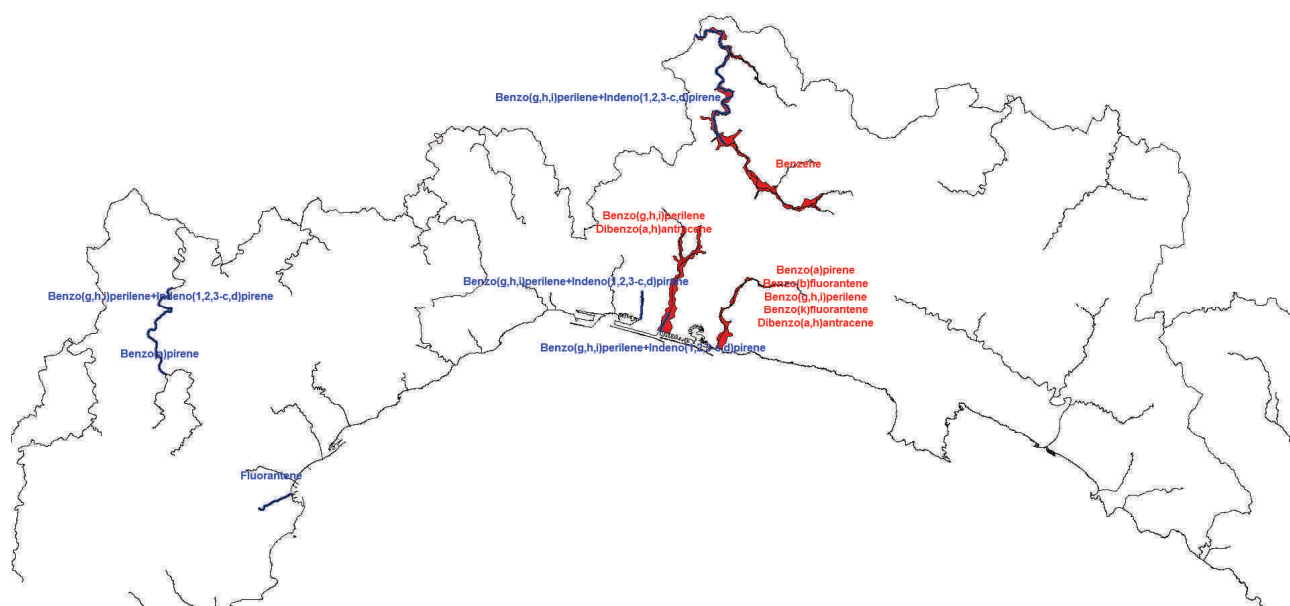 Benzo(g,h,i)perilene+Indeno(1,2,3-c,d)pirene
Benzene
Benzo(g,h,i)perilene
Dibenzo(a,h)antracene
Benzo(g,h,i)perilene+Indeno(1,2,3-c,d)pirene
Benzo(a)pirene
Benzo(b)fluorantene
Benzo(g,h,i)perilene
Benzo(k)fluorantene
Dibenzo(a,h)antracene
Benzo(g,h,i)perilene+Indeno(1,2,3-c,d)pirene
Benzo(g,h,i)perilene+Indeno(1,2,3-c,d)pirene
Benzo(a)pirene
Fluorantene